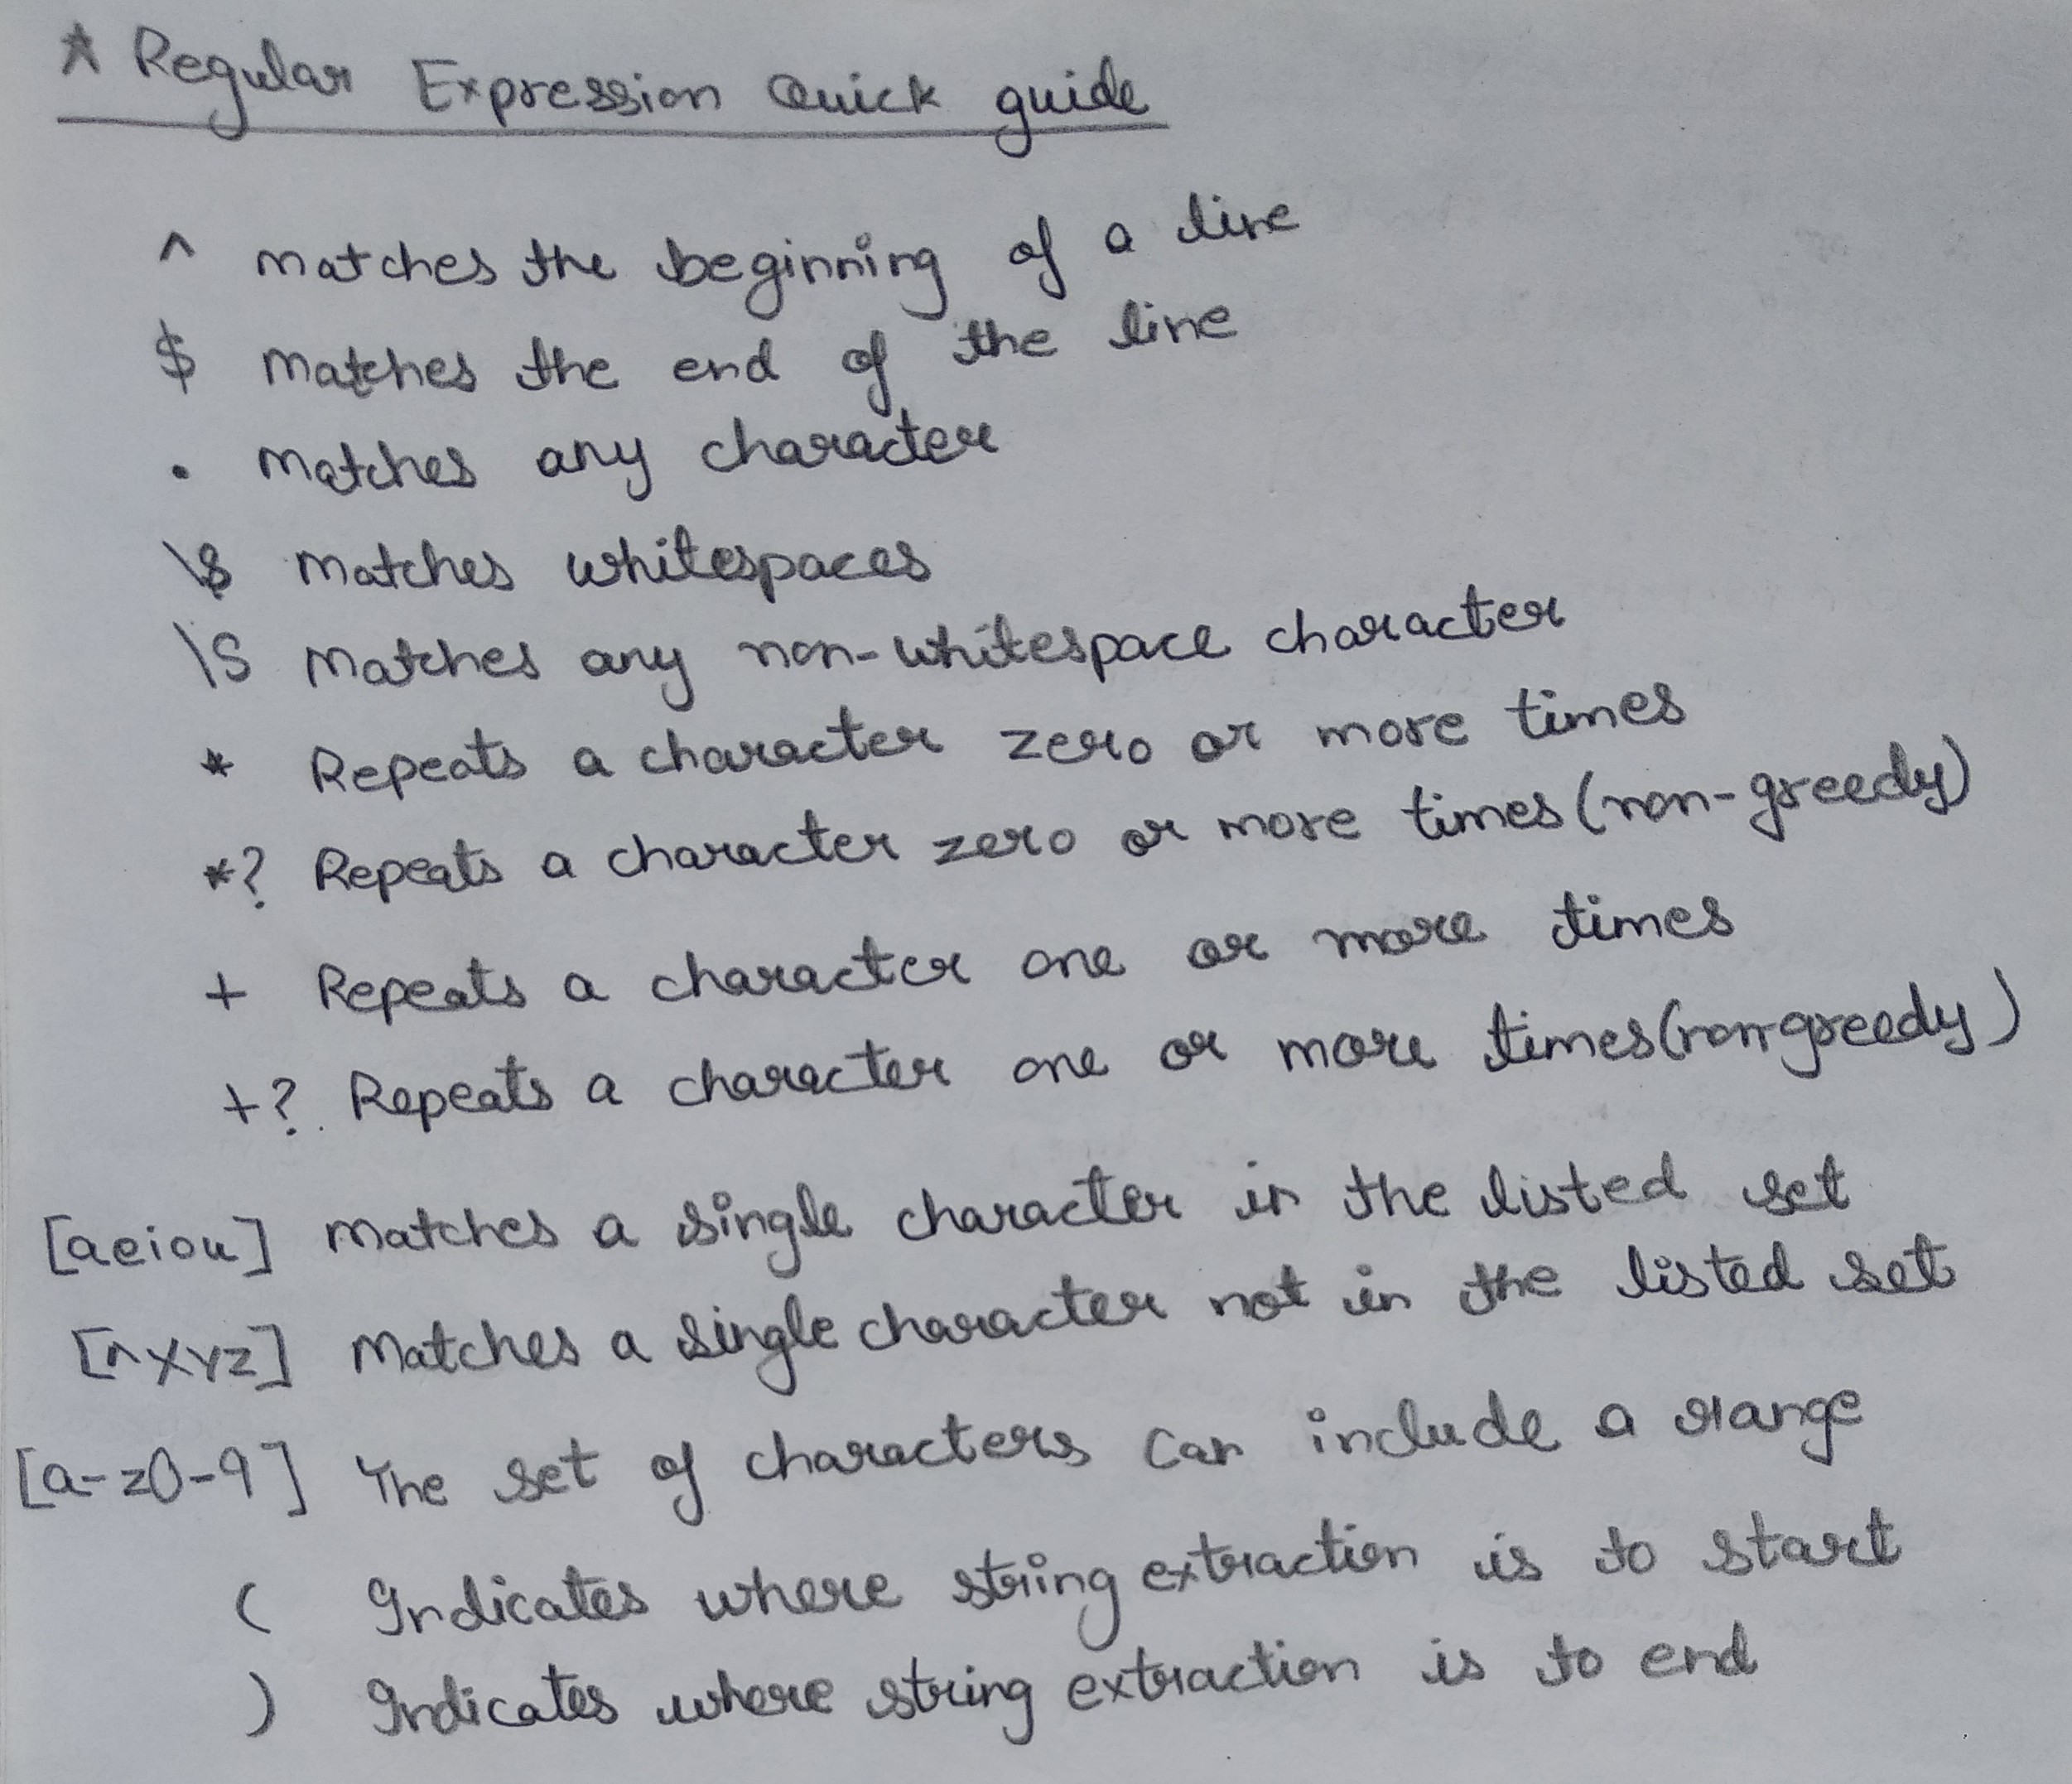 * Regular Expression Quick guide
^ matches the beginning of a line
$ matches the end of the line
. matches any character
\s matches whitespaces
\S matches any non-whitespace character
* Repeats a character zero or more times
*? Repeats a character zero or more times (non-greedy)
+ Repeats a character one or more times
+? Repeats a character one or more times (non-greedy)
[aeiou] matches a single character in the listed set
[^XYZ] matches a single character not in the listed set
[a-z0-9] The set of characters can include a range
( Indicates where string extraction is to start
) Indicates where string extraction is to end